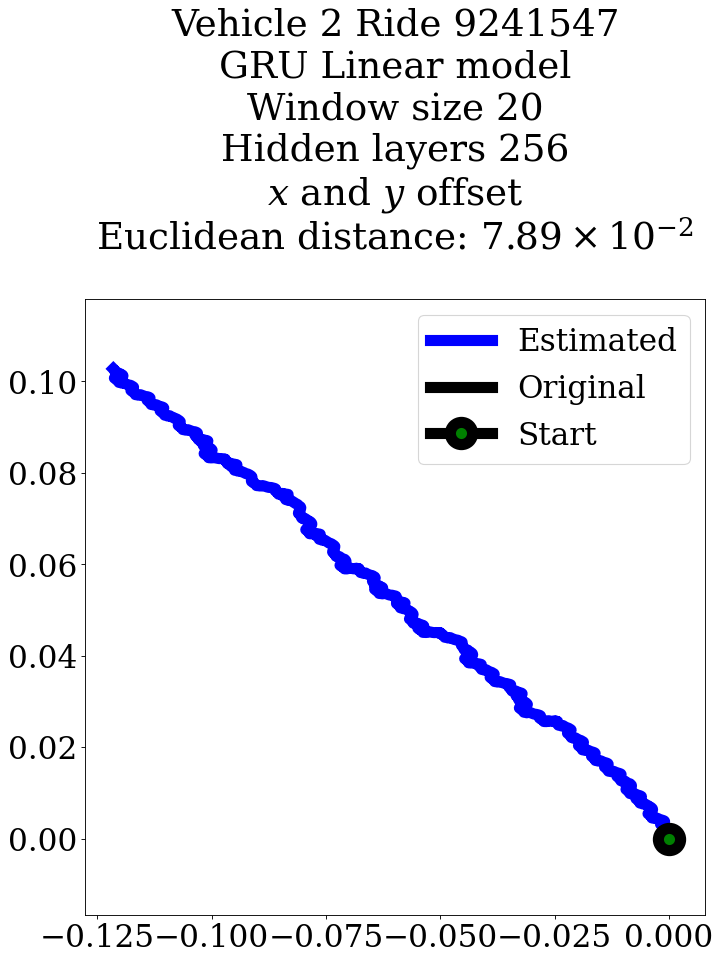 Vehicle 2 Ride 9241547
GRU Linear model
Window size 20
Hidden layers 256
x and y offset
Euclidean distance: 7.89 × 10⁻²
Estimated
Original
Start
0.10
0.08
0.06
0.04
0.02
0.00
−0.125 −0.100 −0.075 −0.050 −0.025 0.000